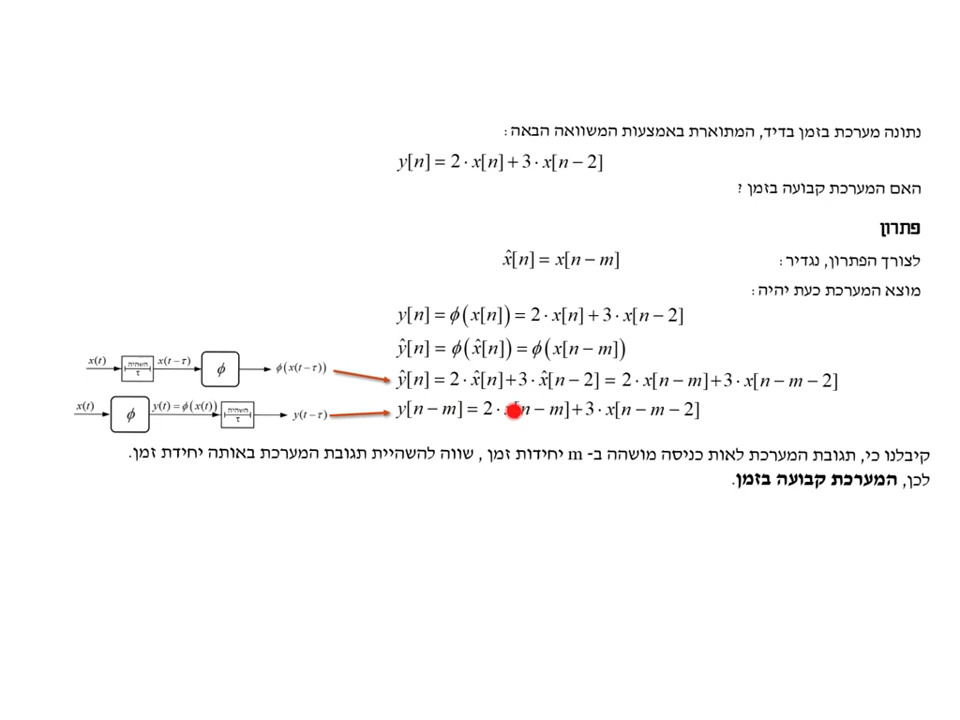 נתונה מערכת בזמן בדיד, המתוארת באמצעות המשוואה הבאה:
y[n] = 2 · x[n] + 3 · x[n − 2]
האם המערכת קבועה בזמן?
פתרון
לצורך הפתרון, נגדיר: x̂[n] = x[n − m]
מוצא המערכת כעת יהיה:
y[n] = ϕ(x[n]) = 2 · x[n] + 3 · x[n − 2]
ŷ[n] = ϕ(x̂[n]) = ϕ(x[n − m])
x(t) השהיה τ x(t − τ) ϕ ϕ(x(t − τ))
ŷ[n] = 2 · x̂[n] + 3 · x̂[n − 2] = 2 · x[n − m] + 3 · x[n − m − 2]
x(t) ϕ y(t) = ϕ(x(t)) השהיה τ y(t − τ)
y[n − m] = 2 · x[n − m] + 3 · x[n − m − 2]
קיבלנו כי, תגובת המערכת לאות כניסה מושהה ב- m יחידות זמן, שווה להשהיית תגובת המערכת באותה יחידת זמן.
לכן, המערכת קבועה בזמן.